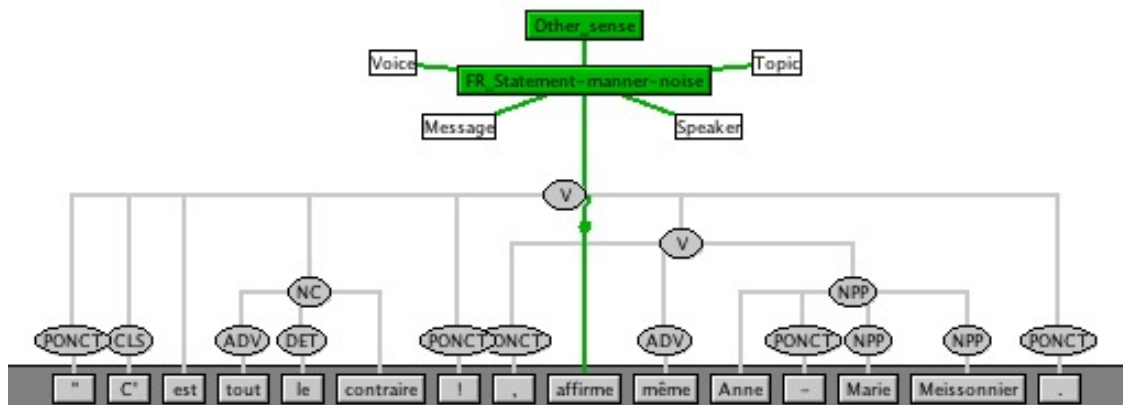 Other_sense
Voice FR_Statement-manner-noise Topic
Message Speaker
V
V
NC NPP
PONCT CLS ADV DET PONCT ONCT ADV PONCT NPP NPP PONCT
" C' est tout le contraire ! , affirme même Anne - Marie Meissonnier .